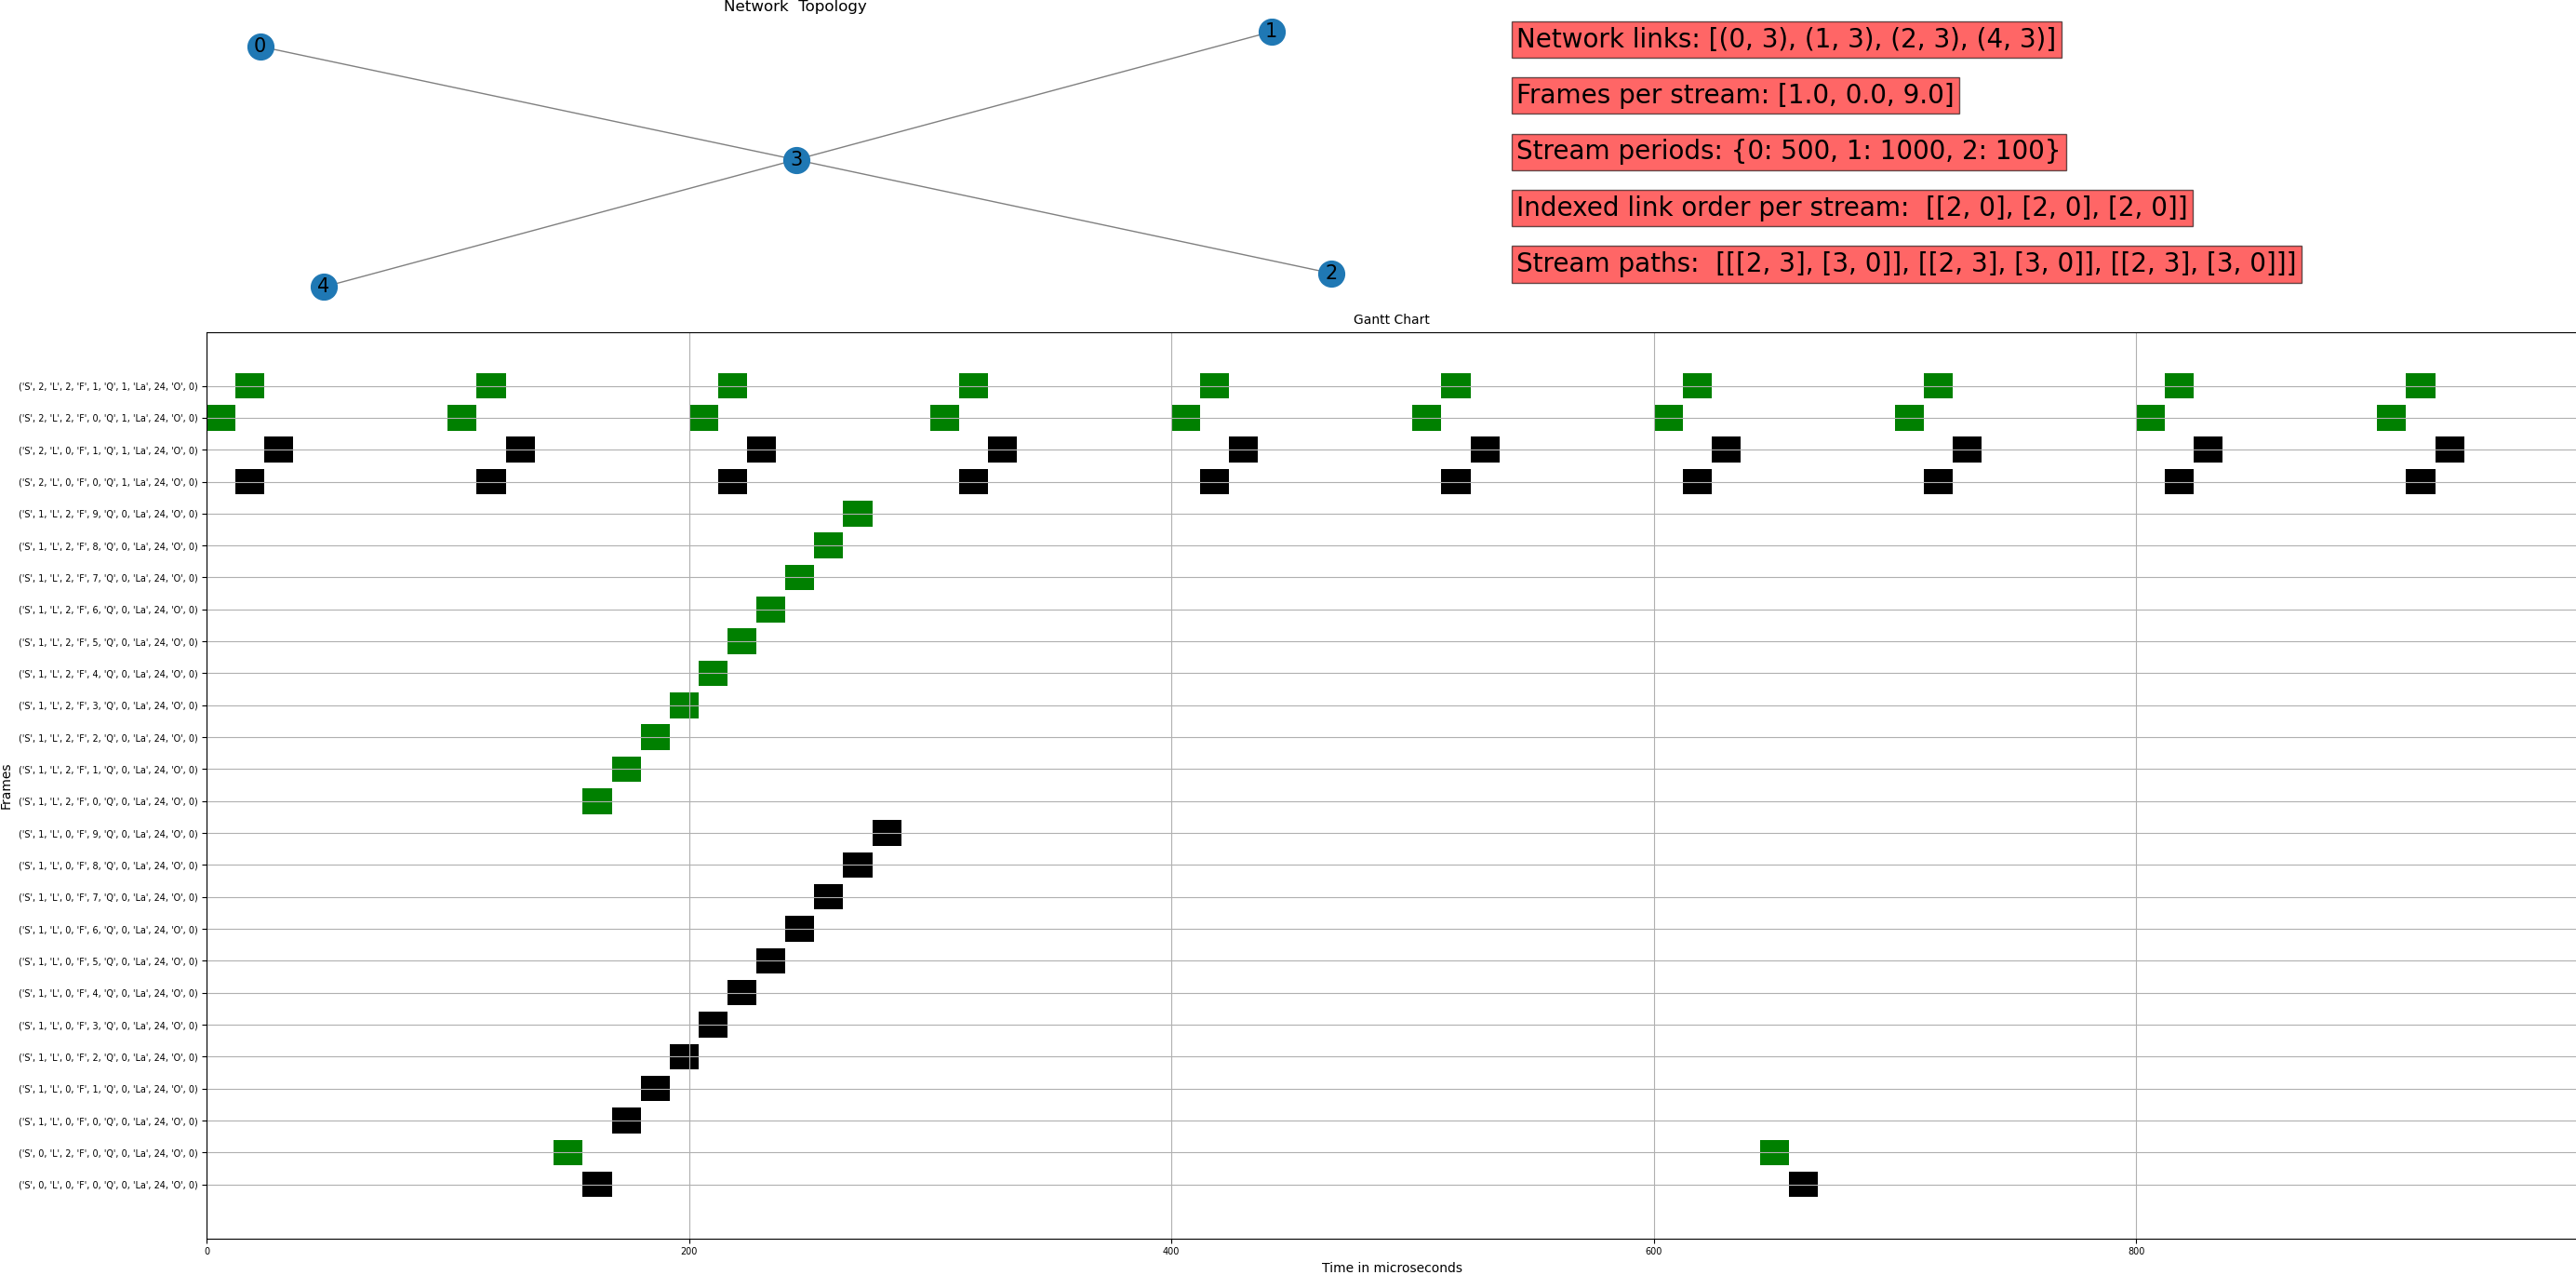 Network  Topology
0
1
3
4
2
Network links: [(0, 3), (1, 3), (2, 3), (4, 3)]
Frames per stream: [1.0, 0.0, 9.0]
Stream periods: {0: 500, 1: 1000, 2: 100}
Indexed link order per stream:  [[2, 0], [2, 0], [2, 0]]
Stream paths:  [[[2, 3], [3, 0]], [[2, 3], [3, 0]], [[2, 3], [3, 0]]]
Gantt Chart
Frames
('S', 2, 'L', 2, 'F', 1, 'Q', 1, 'La', 24, 'O', 0)
('S', 2, 'L', 2, 'F', 0, 'Q', 1, 'La', 24, 'O', 0)
('S', 2, 'L', 0, 'F', 1, 'Q', 1, 'La', 24, 'O', 0)
('S', 2, 'L', 0, 'F', 0, 'Q', 1, 'La', 24, 'O', 0)
('S', 1, 'L', 2, 'F', 9, 'Q', 0, 'La', 24, 'O', 0)
('S', 1, 'L', 2, 'F', 8, 'Q', 0, 'La', 24, 'O', 0)
('S', 1, 'L', 2, 'F', 7, 'Q', 0, 'La', 24, 'O', 0)
('S', 1, 'L', 2, 'F', 6, 'Q', 0, 'La', 24, 'O', 0)
('S', 1, 'L', 2, 'F', 5, 'Q', 0, 'La', 24, 'O', 0)
('S', 1, 'L', 2, 'F', 4, 'Q', 0, 'La', 24, 'O', 0)
('S', 1, 'L', 2, 'F', 3, 'Q', 0, 'La', 24, 'O', 0)
('S', 1, 'L', 2, 'F', 2, 'Q', 0, 'La', 24, 'O', 0)
('S', 1, 'L', 2, 'F', 1, 'Q', 0, 'La', 24, 'O', 0)
('S', 1, 'L', 2, 'F', 0, 'Q', 0, 'La', 24, 'O', 0)
('S', 1, 'L', 0, 'F', 9, 'Q', 0, 'La', 24, 'O', 0)
('S', 1, 'L', 0, 'F', 8, 'Q', 0, 'La', 24, 'O', 0)
('S', 1, 'L', 0, 'F', 7, 'Q', 0, 'La', 24, 'O', 0)
('S', 1, 'L', 0, 'F', 6, 'Q', 0, 'La', 24, 'O', 0)
('S', 1, 'L', 0, 'F', 5, 'Q', 0, 'La', 24, 'O', 0)
('S', 1, 'L', 0, 'F', 4, 'Q', 0, 'La', 24, 'O', 0)
('S', 1, 'L', 0, 'F', 3, 'Q', 0, 'La', 24, 'O', 0)
('S', 1, 'L', 0, 'F', 2, 'Q', 0, 'La', 24, 'O', 0)
('S', 1, 'L', 0, 'F', 1, 'Q', 0, 'La', 24, 'O', 0)
('S', 1, 'L', 0, 'F', 0, 'Q', 0, 'La', 24, 'O', 0)
('S', 0, 'L', 2, 'F', 0, 'Q', 0, 'La', 24, 'O', 0)
('S', 0, 'L', 0, 'F', 0, 'Q', 0, 'La', 24, 'O', 0)
0 200 400 600 800
Time in microseconds